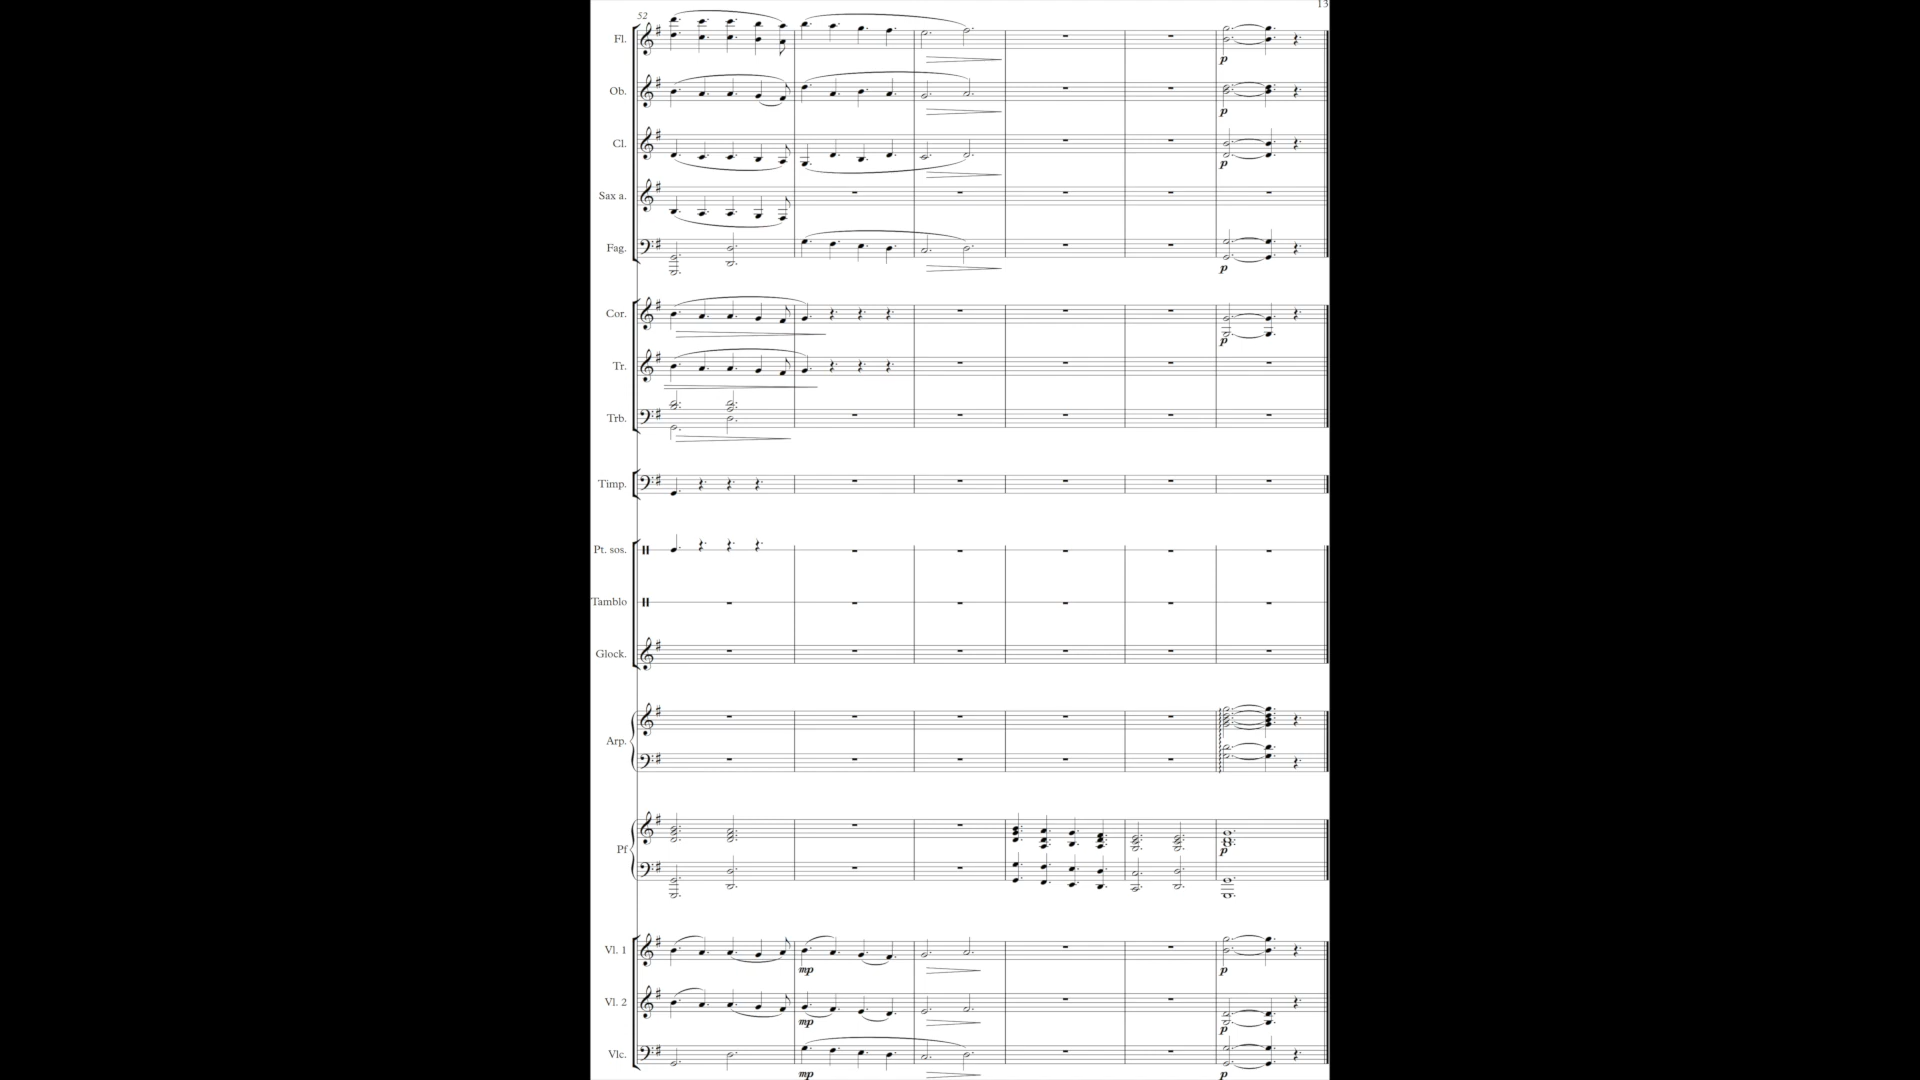 13
52
Fl.
p
Ob.
p
Cl.
p
Sax a.
Fag.
p
Cor.
p
Tr.
Trb.
Timp.
Pt. sos.
Tamblo
Glock.
Arp.
Pf
p
Vl. 1
mp p
Vl. 2
mp p
Vlc.
mp p